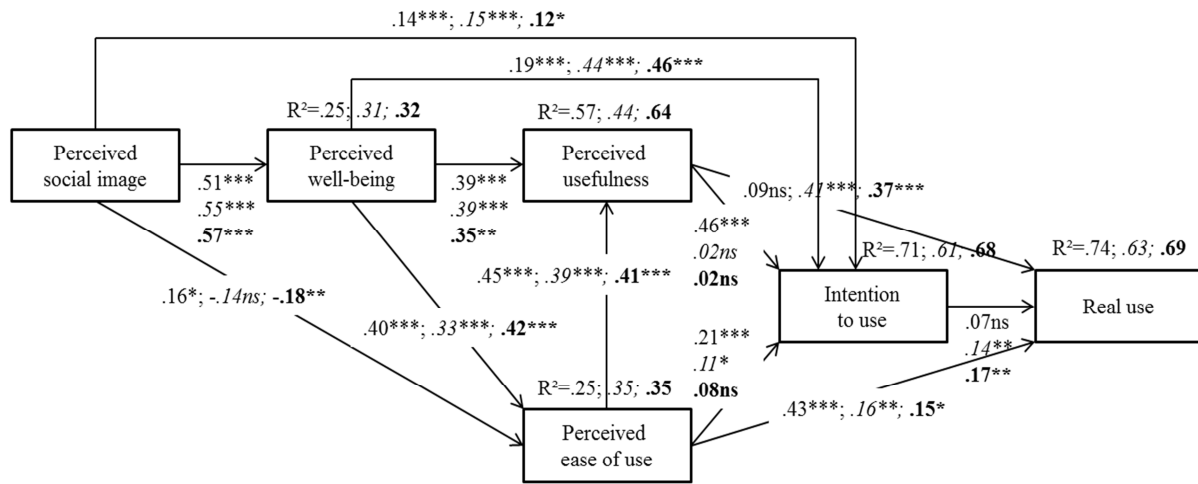 .14***; .15***; .12*
.19***; .44***; .46***
R²=.25; .31; .32
R²=.57; .44; .64
Perceived
social image
Perceived
well-being
Perceived
usefulness
.51***
.55***
.57***
.39***
.39***
.35**
.09ns; .41***; .37***
.46***
.02ns
.02ns
R²=.71; .61, .68
R²=.74; .63; .69
.16*; -.14ns; -.18**
.45***; .39***; .41***
Intention
to use
Real use
.40***; .33***; .42***
.07ns
.14**
.17**
.21***
.11*
.08ns
R²=.25; .35; .35
.43***; .16**; .15*
Perceived
ease of use